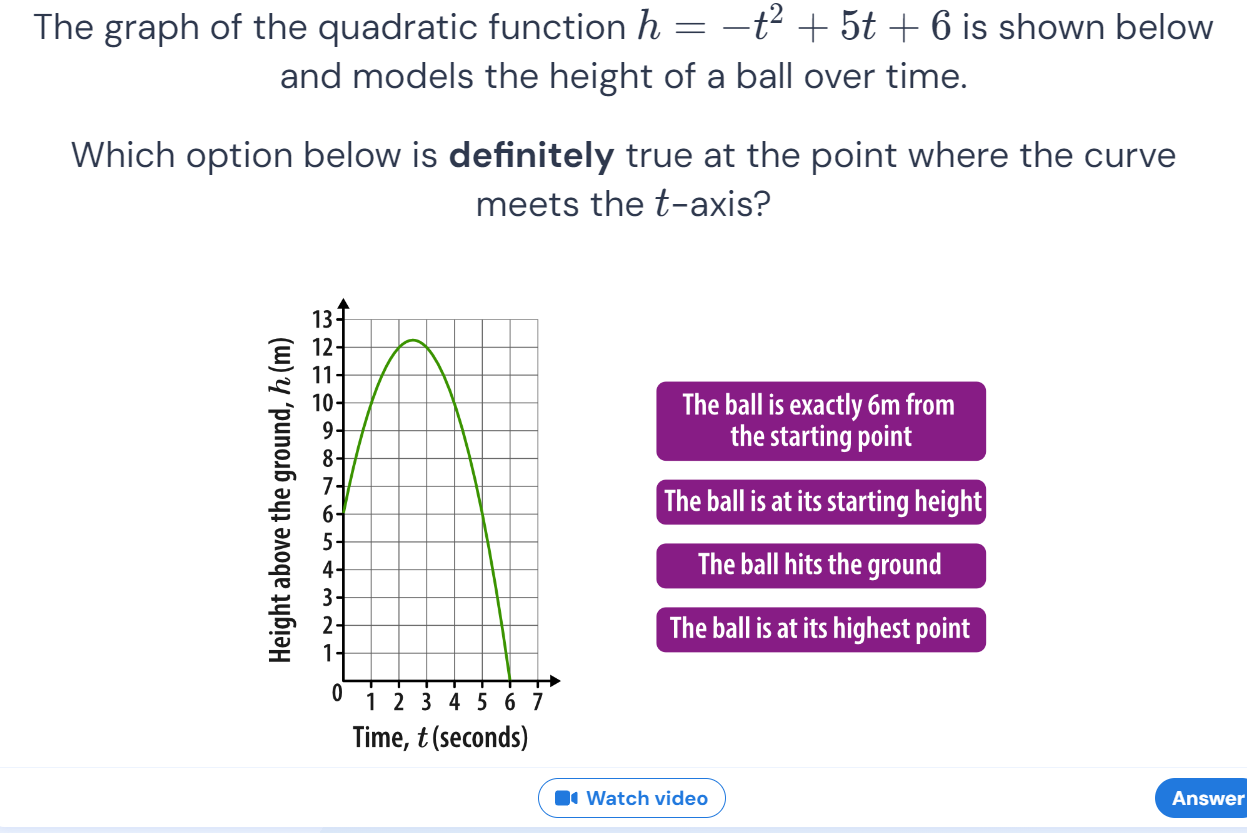 The graph of the quadratic function h = −t² + 5t + 6 is shown below
and models the height of a ball over time.
Which option below is definitely true at the point where the curve
meets the t-axis?
Height above the ground, h (m)
13
12
11
10
9
8
7
6
5
4
3
2
1
0
1 2 3 4 5 6 7
Time, t (seconds)
The ball is exactly 6m from
the starting point
The ball is at its starting height
The ball hits the ground
The ball is at its highest point
Watch video
Answer